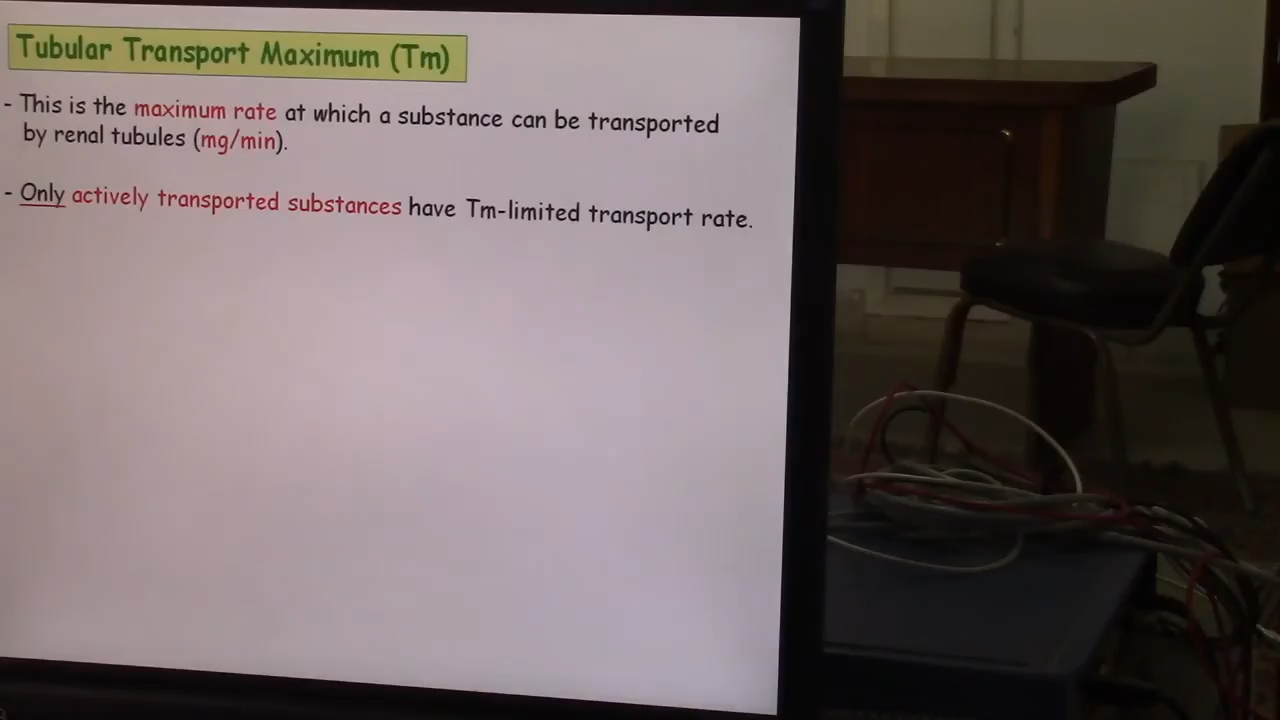 Tubular Transport Maximum (Tm)
- This is the maximum rate at which a substance can be transported
by renal tubules (mg/min).
- Only actively transported substances have Tm-limited transport rate.